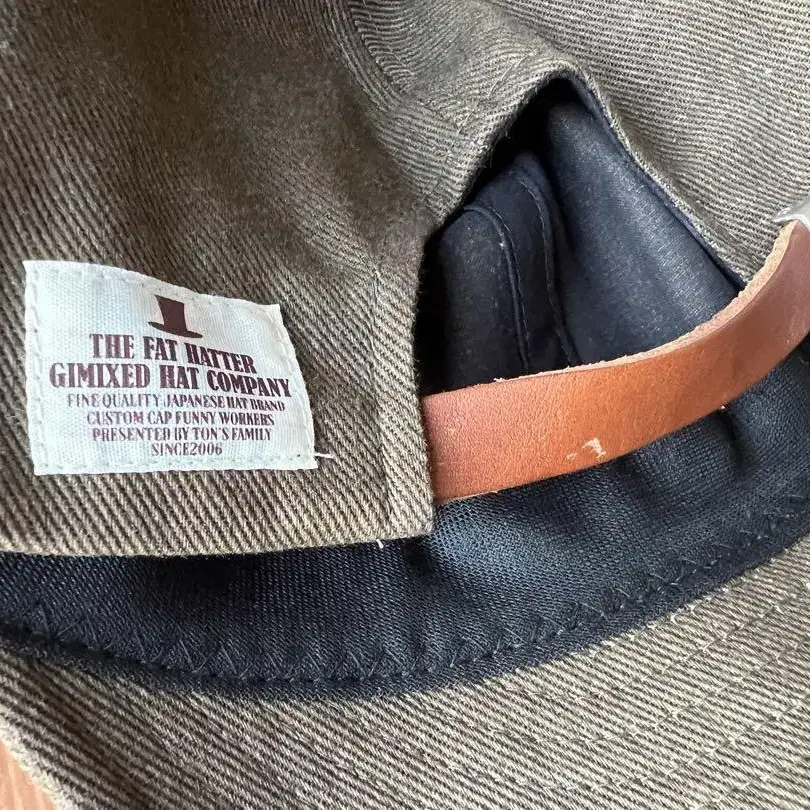 THE FAT HATTER
GIMIXED HAT COMPANY
FINE QUALITY JAPANESE HAT BRAND
CUSTOM CAP FUNNY WORKERS
PRESENTED BY TON'S FAMILY
SINCE2006